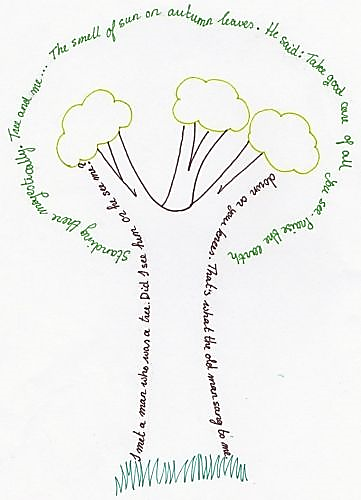 I met a man who was a tree. Did I see him or he see me?
Standing there majestically. Tree and me... The smell of sun on autumn leaves. He said: Take good care of all you see. Praise the earth
down on your knees. That's what the old man sang to me.